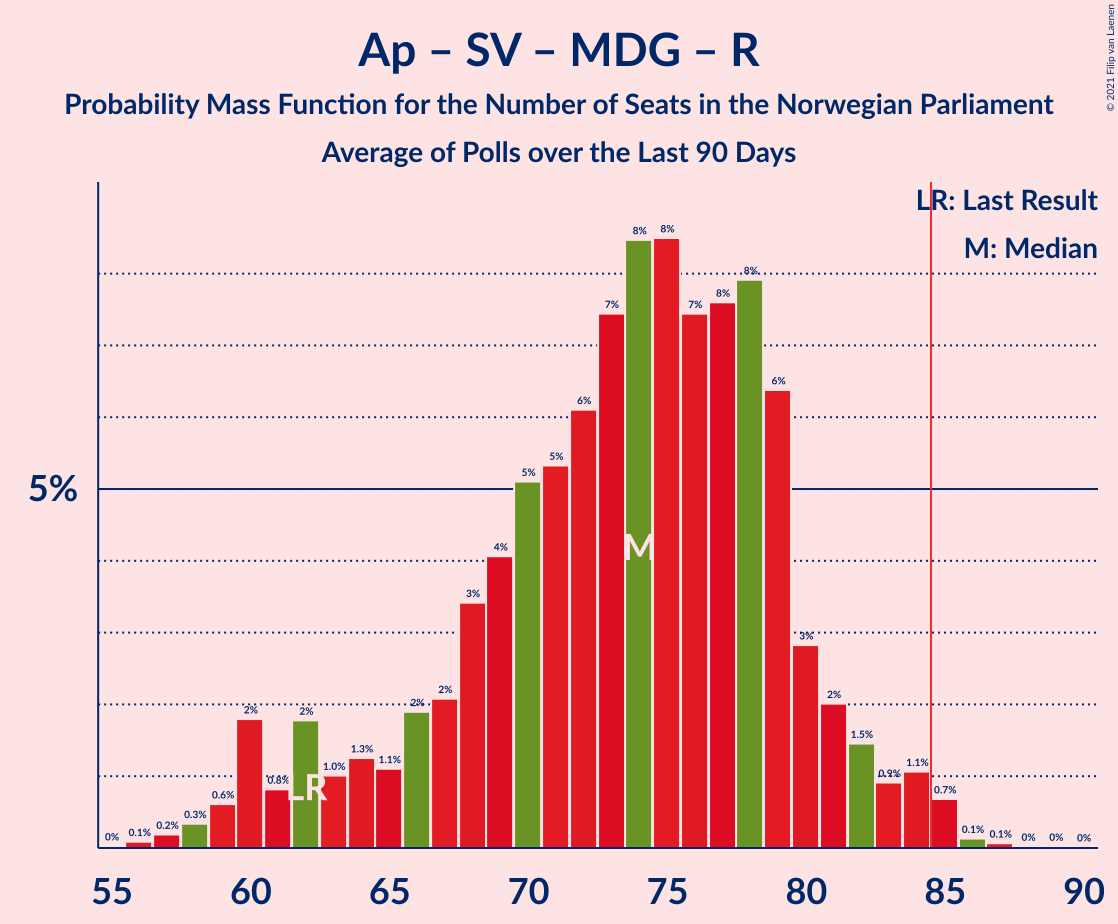 Ap – SV – MDG – R
Probability Mass Function for the Number of Seats in the Norwegian Parliament
Average of Polls over the Last 90 Days
© 2021 Filip van Laenen
LR: Last Result
M: Median
5%
0% 0.1% 0.2% 0.3% 0.6% 2% 0.8% 2% 1.0% 1.3% 1.1% 2% 2% 3% 4% 5% 5% 6% 7% 8% 8% 7% 8% 8% 6% 3% 2% 1.5% 0.9% 1.1% 0.7% 0.1% 0.1% 0% 0% 0%
M
LR
55 60 65 70 75 80 85 90